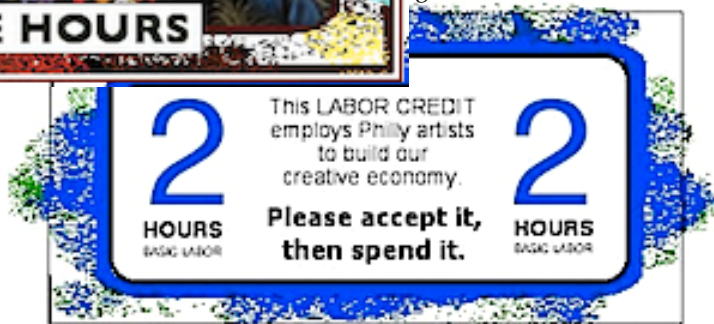 E HOURS
This LABOR CREDIT
employs Philly artists
to build our
creative economy.
Please accept it,
then spend it.
2
HOURS
BASIC LABOR
2
HOURS
BASIC LABOR